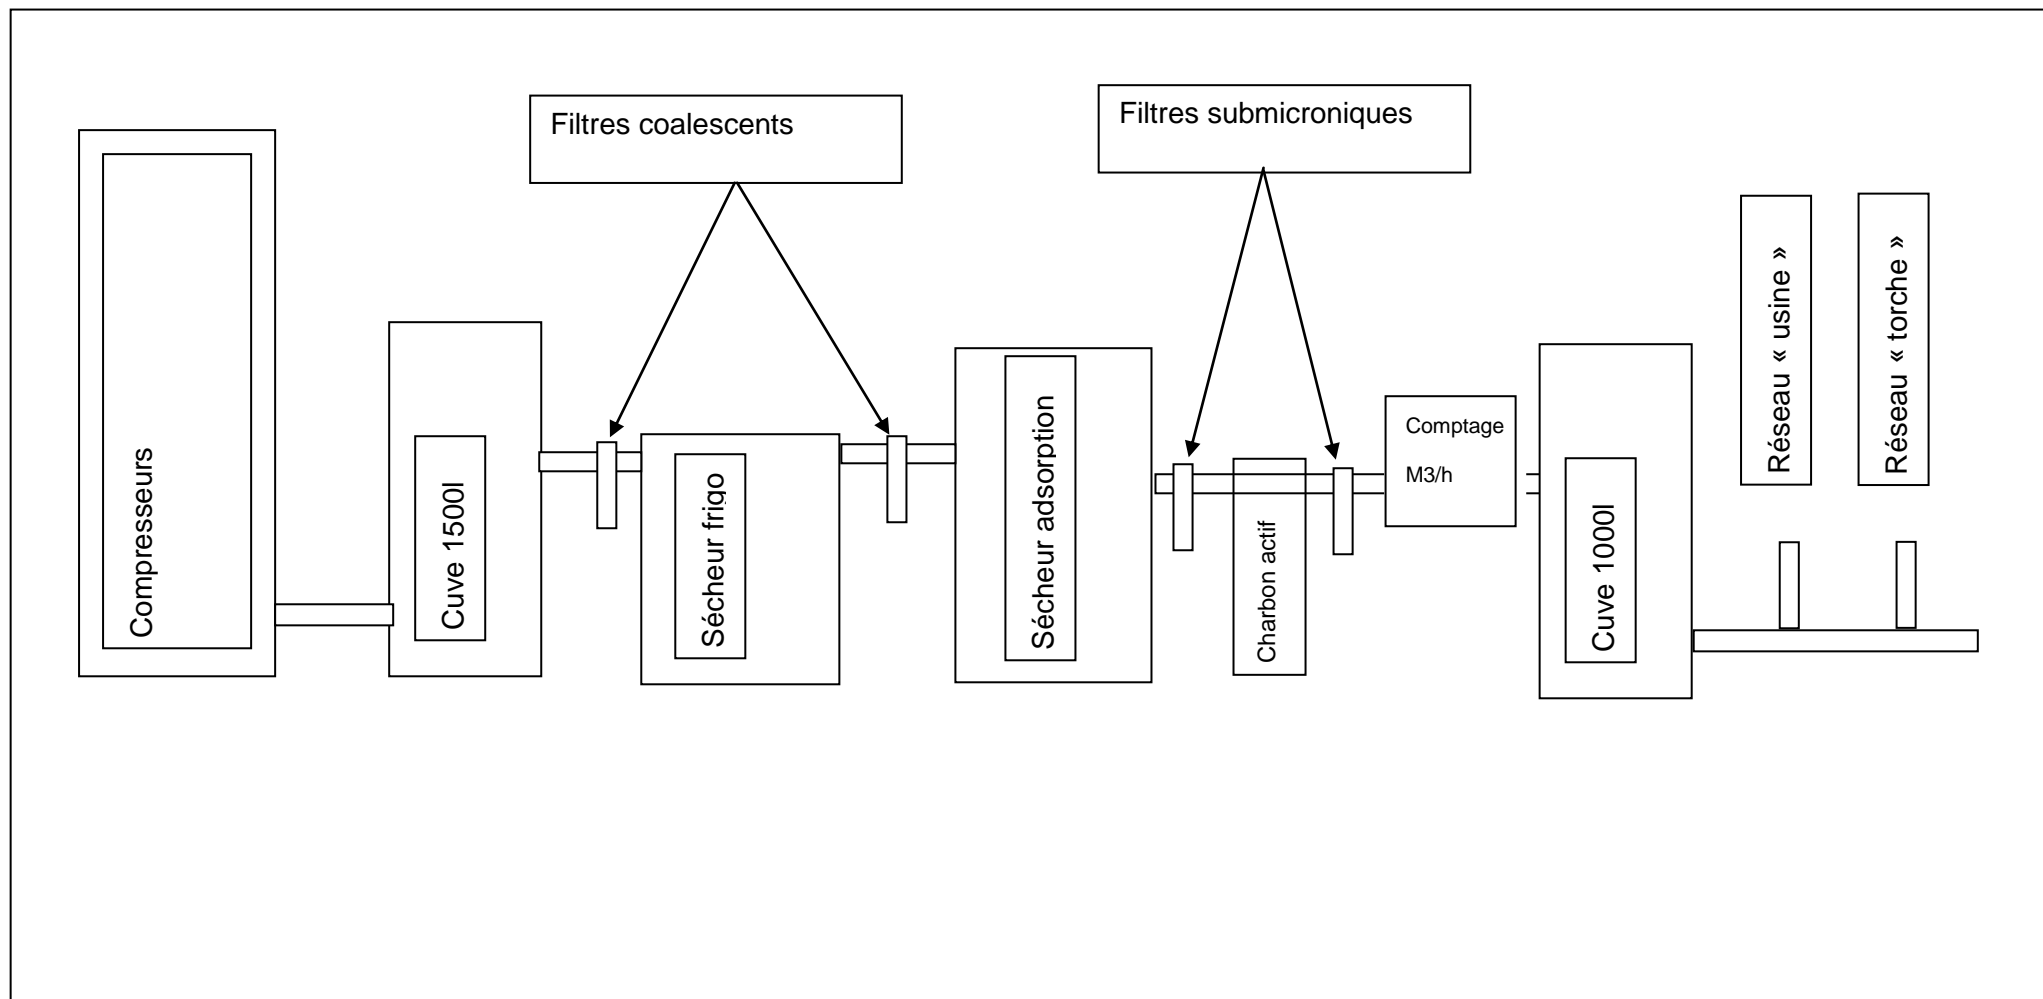 Filtres coalescents
Filtres submicroniques
Compresseurs
Cuve 1500l
Sécheur frigo
Sécheur adsorption
Charbon actif
Comptage
M3/h
Cuve 1000l
Réseau « usine »
Réseau « torche »